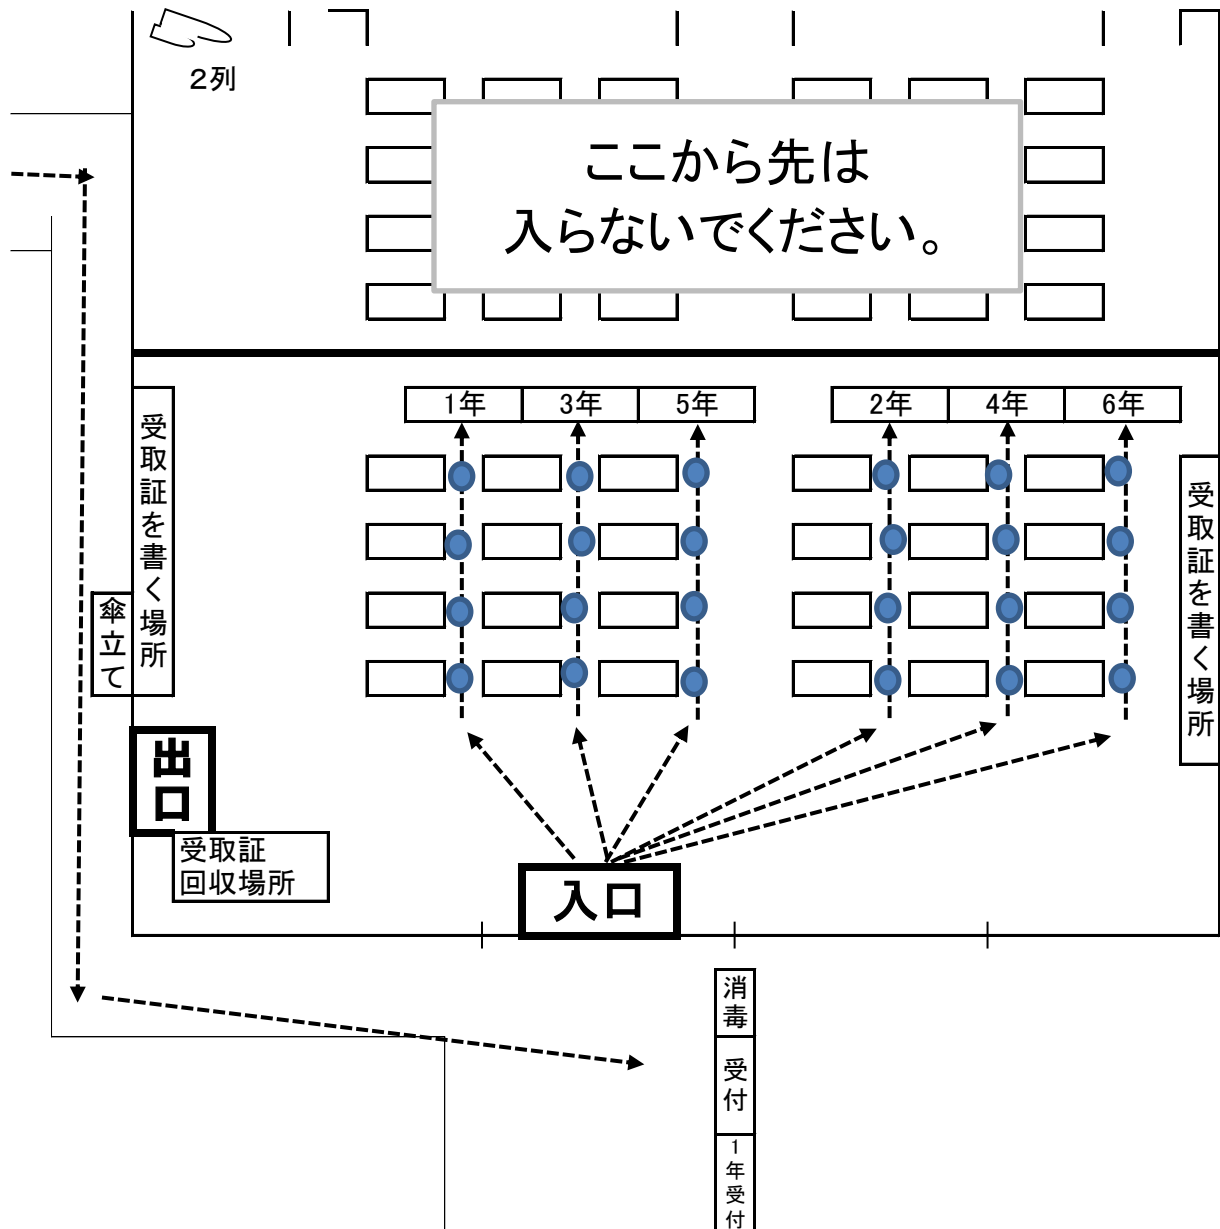 ２列
ここから先は
入らないでください。
1年
3年
5年
2年
4年
6年
受取証を書く場所
傘立て
受取証を書く場所
出口
受取証
回収場所
入口
消毒
受付
1年受付